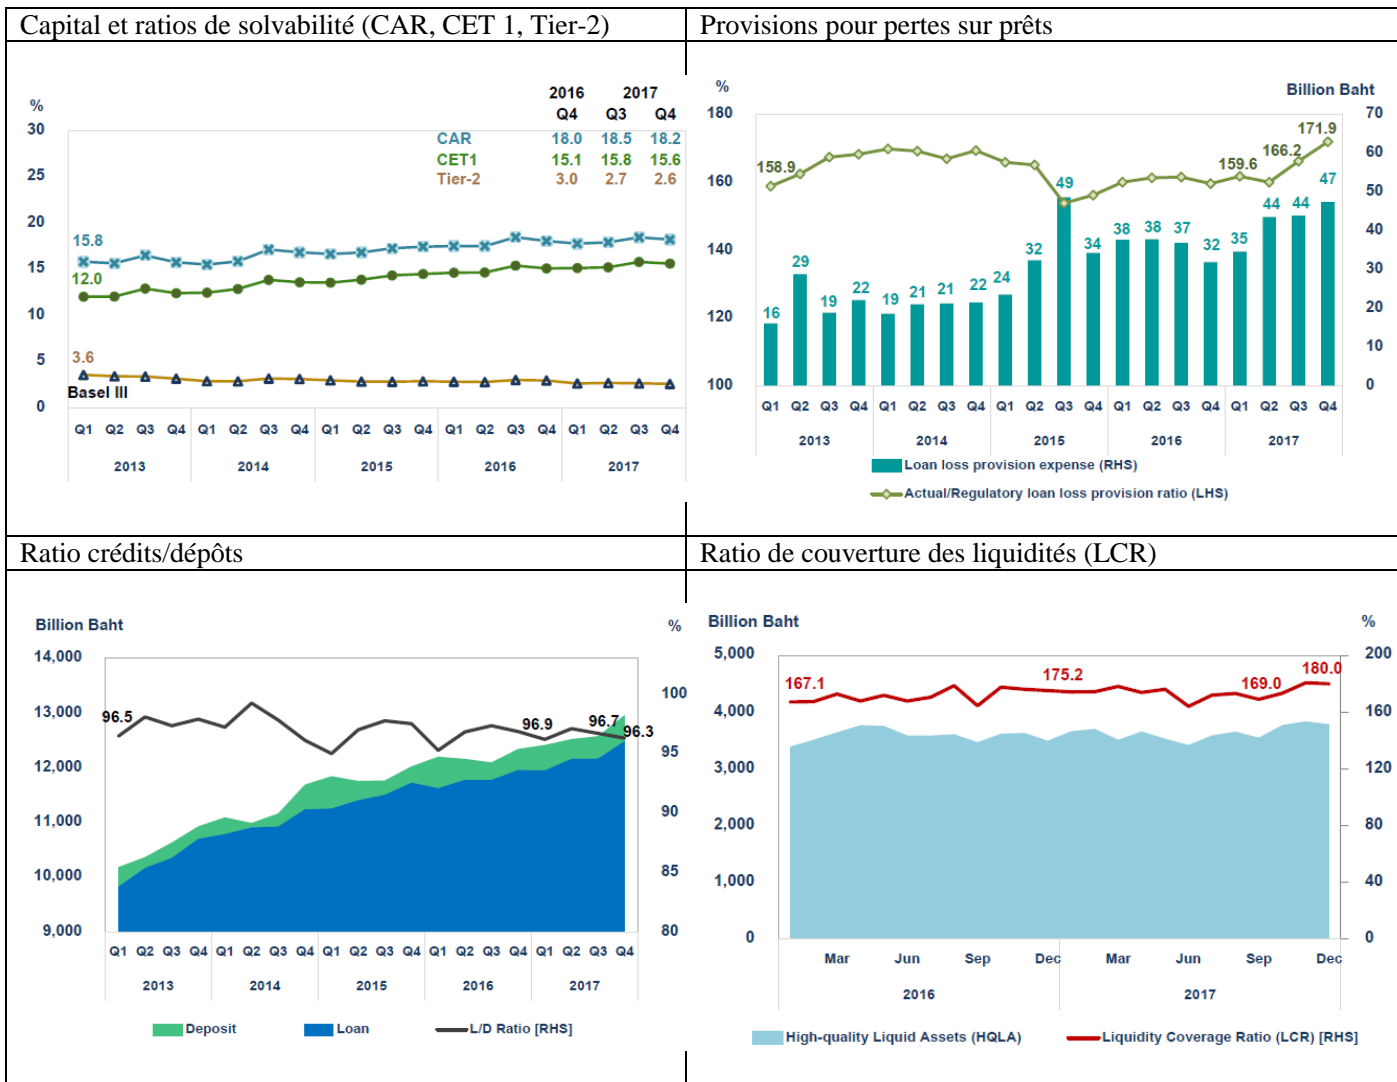 Capital et ratios de solvabilité (CAR, CET 1, Tier-2)
%
2016 2017
Q4 Q3 Q4
CAR 18.0 18.5 18.2
CET1 15.1 15.8 15.6
Tier-2 3.0 2.7 2.6
30
25
20
15
10
5
0
15.8
12.0
3.6
Basel III
Q1 Q2 Q3 Q4 Q1 Q2 Q3 Q4 Q1 Q2 Q3 Q4 Q1 Q2 Q3 Q4 Q1 Q2 Q3 Q4
2013 2014 2015 2016 2017
Provisions pour pertes sur prêts
% Billion Baht
180
160
140
120
100
70
60
50
40
30
20
10
0
158.9 159.6 166.2 171.9
16 29 19 22 19 21 21 22 24 32 49 34 38 38 37 32 35 44 44 47
Q1 Q2 Q3 Q4 Q1 Q2 Q3 Q4 Q1 Q2 Q3 Q4 Q1 Q2 Q3 Q4 Q1 Q2 Q3 Q4
2013 2014 2015 2016 2017
Loan loss provision expense (RHS)
Actual/Regulatory loan loss provision ratio (LHS)
Ratio crédits/dépôts
Billion Baht %
14,000
13,000
12,000
11,000
10,000
9,000
100
95
90
85
80
96.5 96.9 96.7 96.3
Q1 Q2 Q3 Q4 Q1 Q2 Q3 Q4 Q1 Q2 Q3 Q4 Q1 Q2 Q3 Q4 Q1 Q2 Q3 Q4
2013 2014 2015 2016 2017
Deposit Loan L/D Ratio [RHS]
Ratio de couverture des liquidités (LCR)
Billion Baht %
5,000
4,000
3,000
2,000
1,000
0
200
160
120
80
40
0
167.1 175.2 169.0 180.0
Mar Jun Sep Dec Mar Jun Sep Dec
2016 2017
High-quality Liquid Assets (HQLA) Liquidity Coverage Ratio (LCR) [RHS]